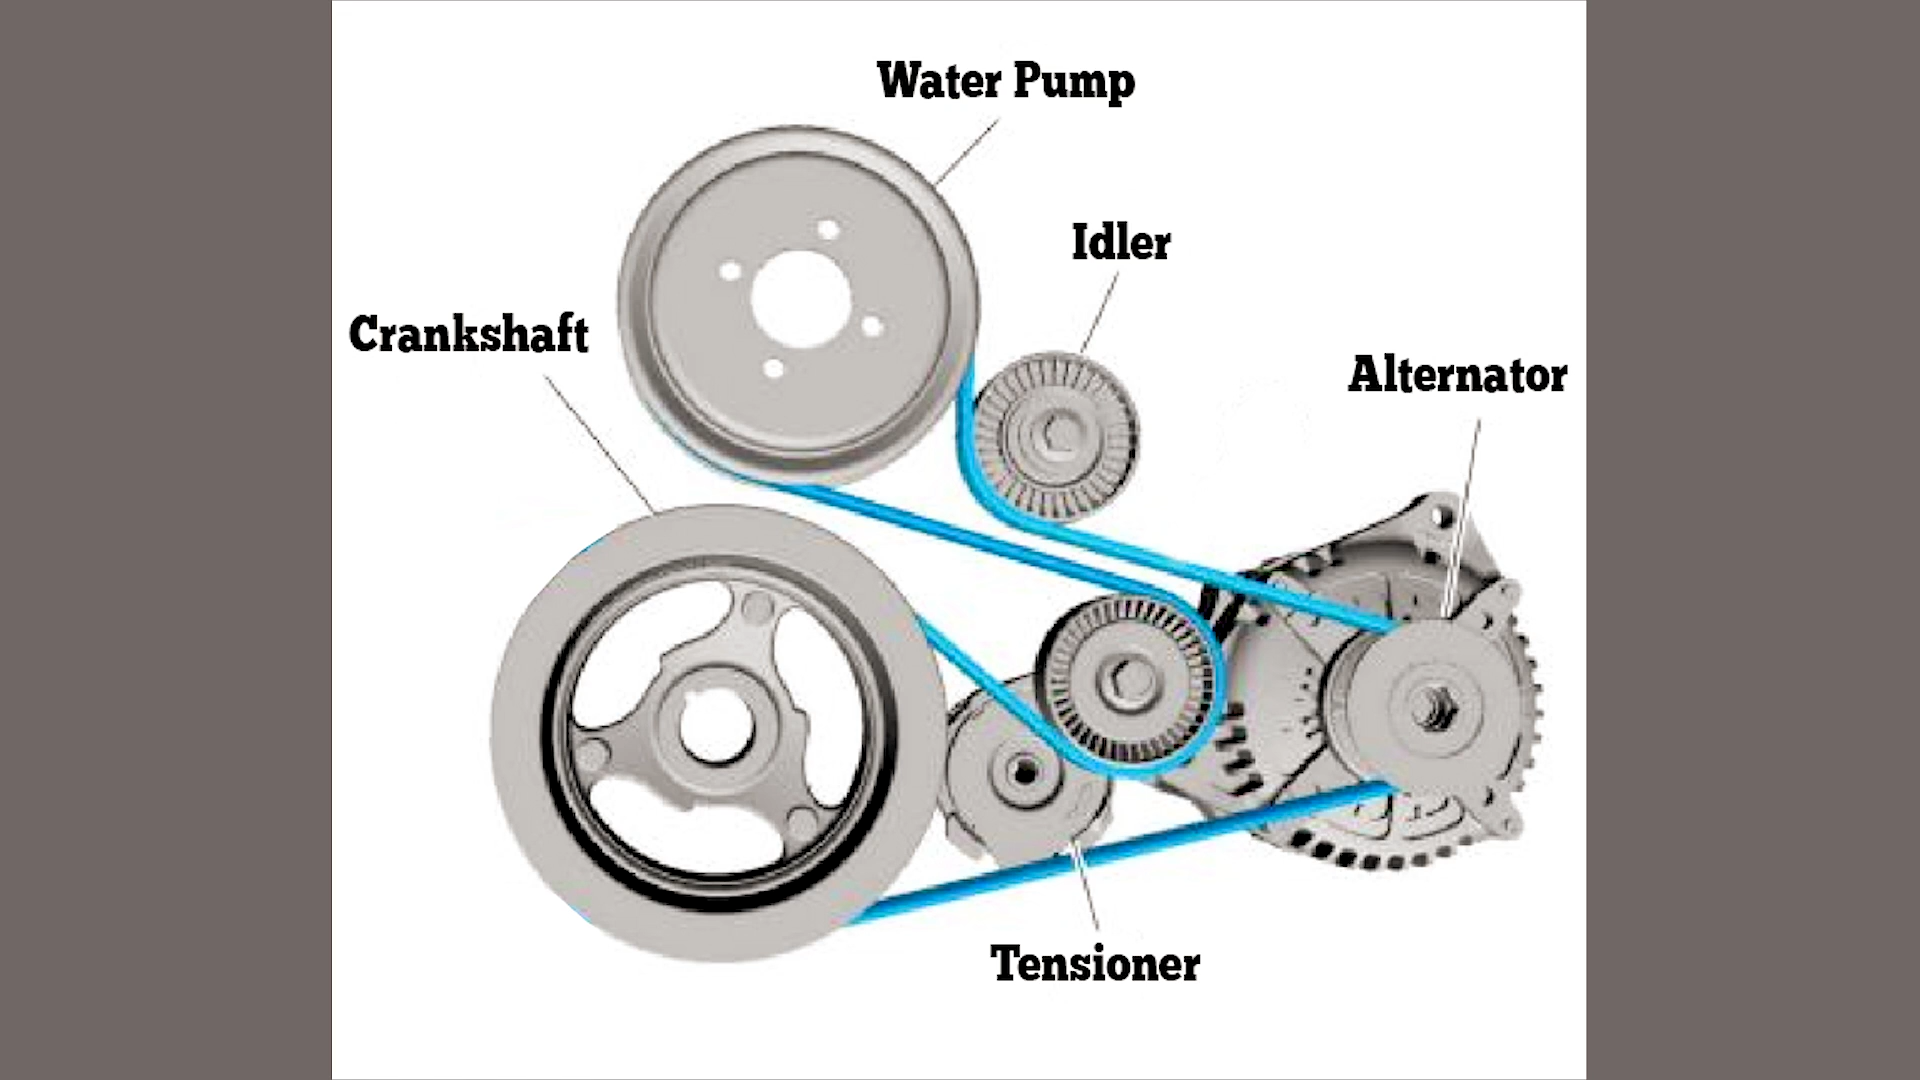 Water Pump
Idler
Crankshaft
Alternator
Tensioner